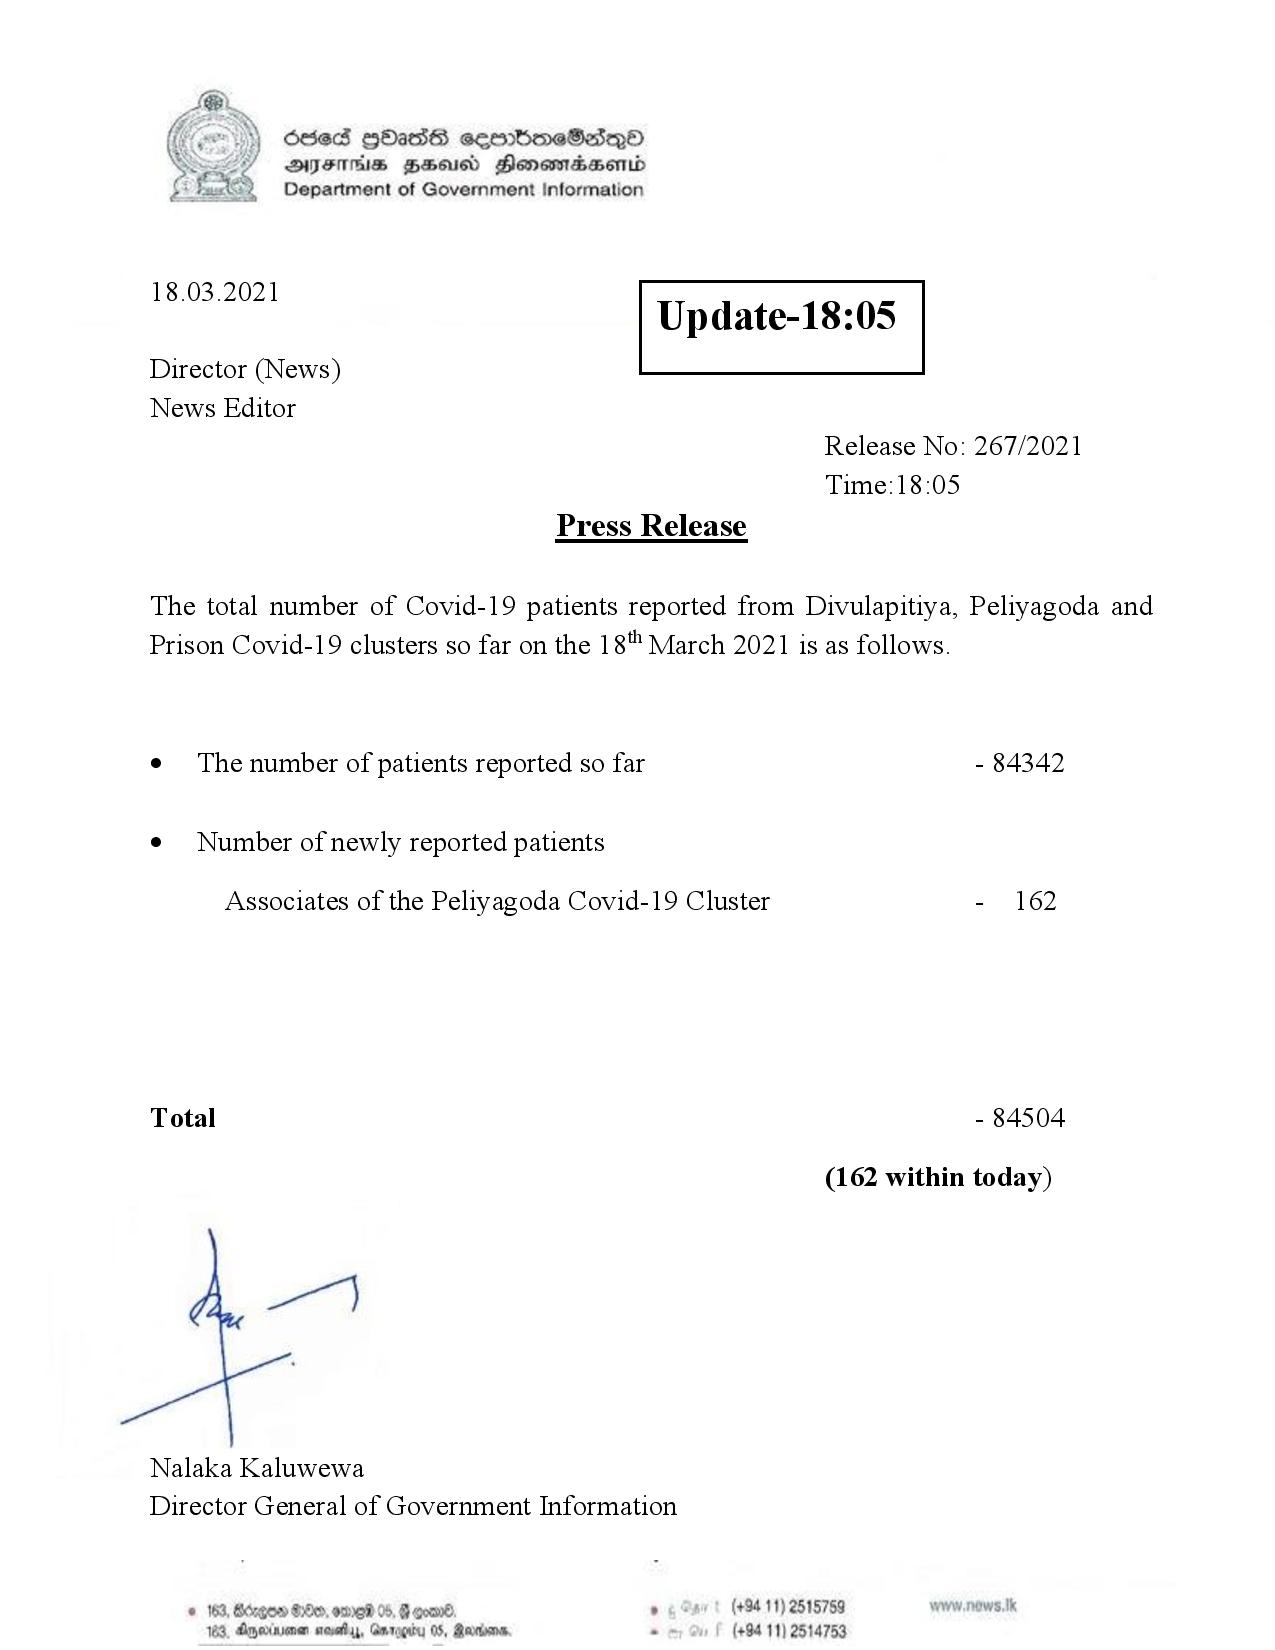 රජයේ ප්‍රවෘත්ති දෙපාර්තමේන්තුව
அரசாங்க தகவல் திணைக்களம்
Department of Government Information
18.03.2021
Update-18:05
Director (News)
News Editor
Release No: 267/2021
Time:18:05
Press Release
The total number of Covid-19 patients reported from Divulapitiya, Peliyagoda and
Prison Covid-19 clusters so far on the 18th March 2021 is as follows.
• The number of patients reported so far - 84342
• Number of newly reported patients
Associates of the Peliyagoda Covid-19 Cluster - 162
Total - 84504
(162 within today)
Nalaka Kaluwewa
Director General of Government Information
163, කිරුලපන මාවත, කොළඹ 05, ශ්‍රී ලංකාව. (+94 11) 2515759 www.news.lk
163, கிருலப்பனை எவனியூ, கொழும்பு 05, இலங்கை. (+94 11) 2514753